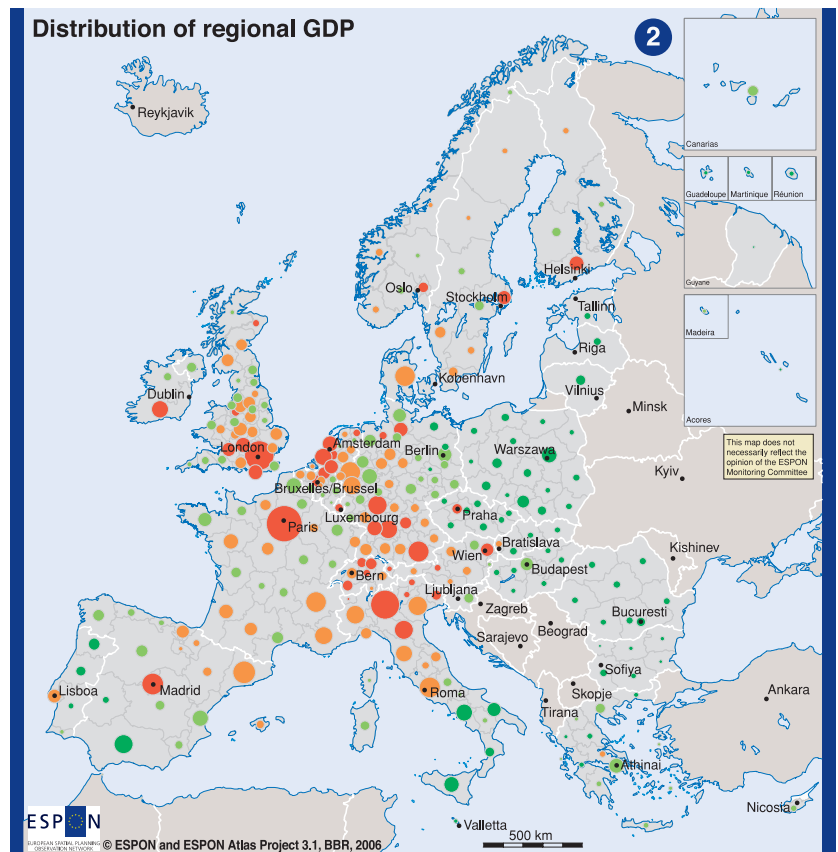 Distribution of regional GDP
2
Reykjavik
Canarias
Guadeloupe
Martinique
Réunion
Guyane
Madeira
Acores
Helsinki
Oslo
Stockholm
Tallinn
Riga
Dublin
København
Vilnius
Minsk
London
Amsterdam
Berlin
Warszawa
This map does not
necessarily reflect the
opinion of the ESPON
Monitoring Committee
Kyiv
Bruxelles/Brussel
Luxembourg
Praha
Paris
Wien
Bratislava
Kishinev
Bern
Budapest
Ljubljana
Zagreb
Bucuresti
Beograd
Sarajevo
Sofiya
Lisboa
Madrid
Roma
Skopje
Ankara
Tirana
Athinai
Nicosia
Valletta
500 km
ESPON
EUROPEAN SPATIAL PLANNING
OBSERVATION NETWORK
© ESPON and ESPON Atlas Project 3.1, BBR, 2006